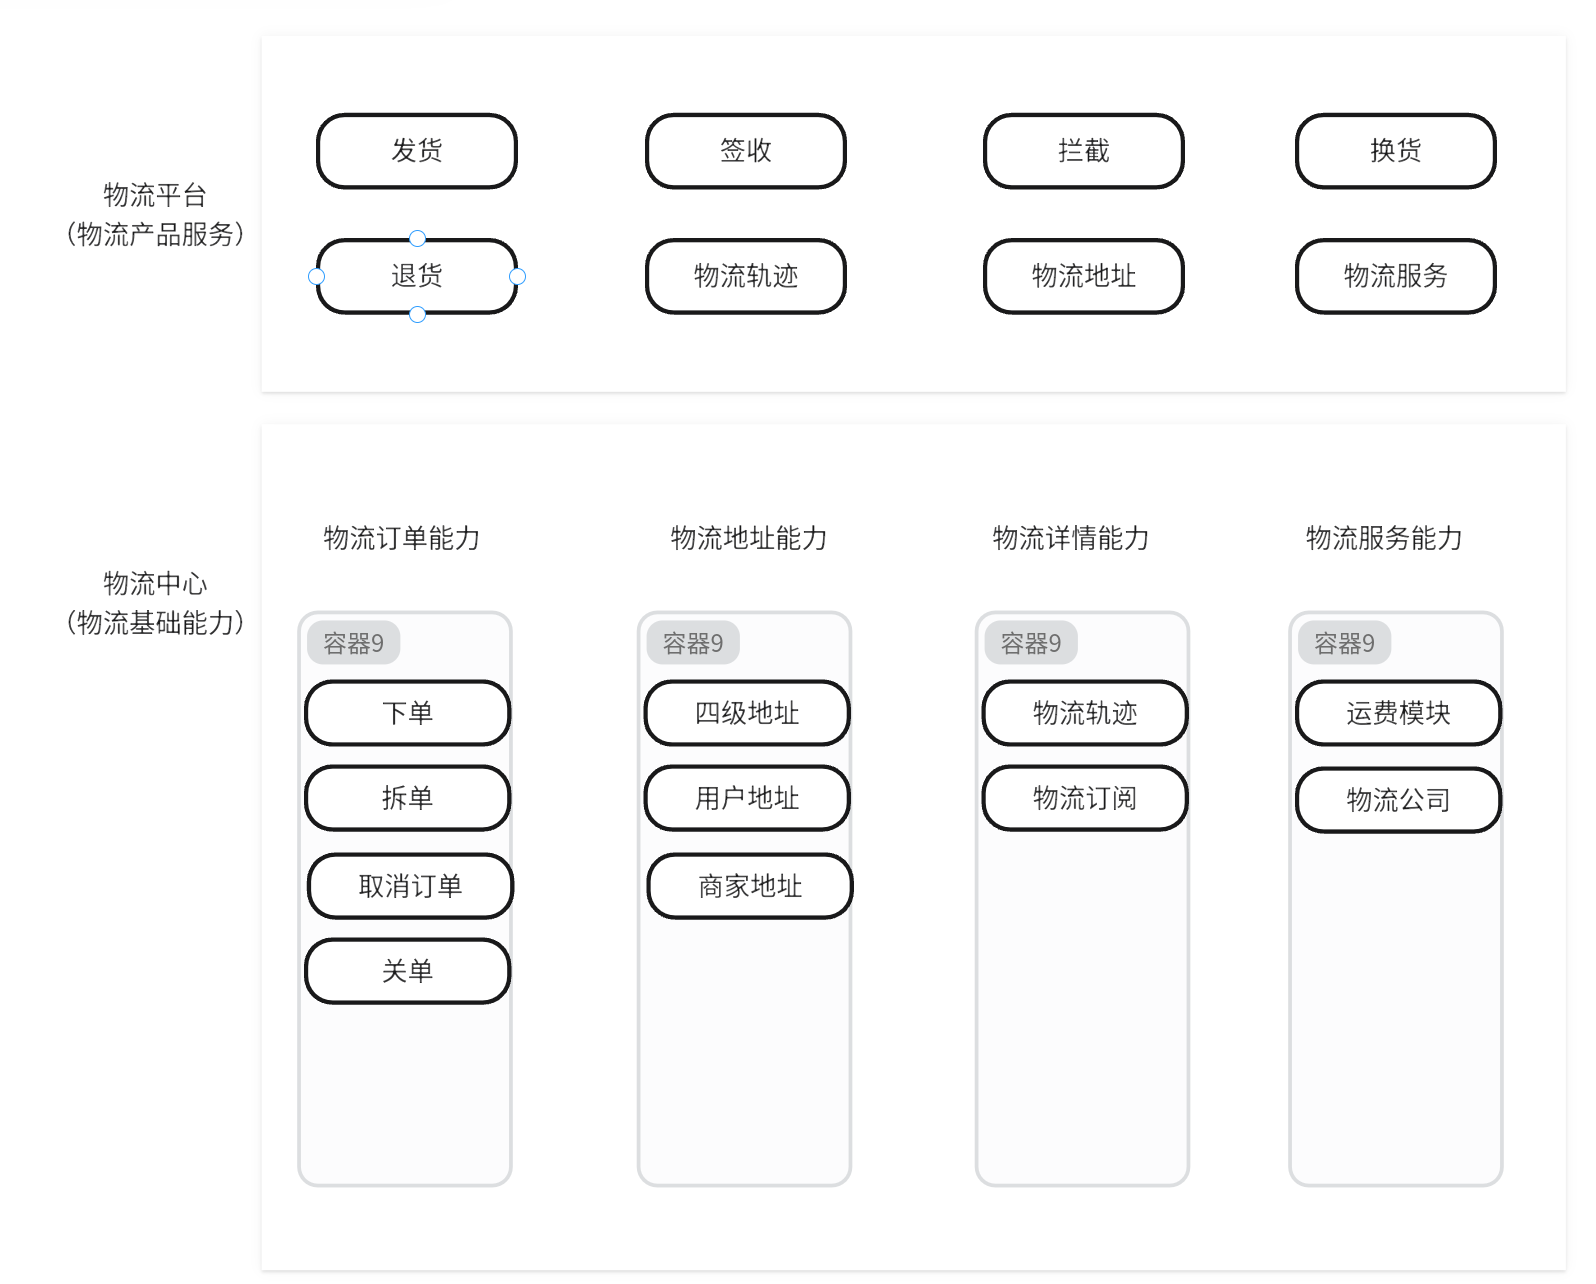 物流平台
（物流产品服务）
发货
签收
拦截
换货
退货
物流轨迹
物流地址
物流服务
物流中心
（物流基础能力）
物流订单能力
物流地址能力
物流详情能力
物流服务能力
容器9
下单
拆单
取消订单
关单
容器9
四级地址
用户地址
商家地址
容器9
物流轨迹
物流订阅
容器9
运费模块
物流公司